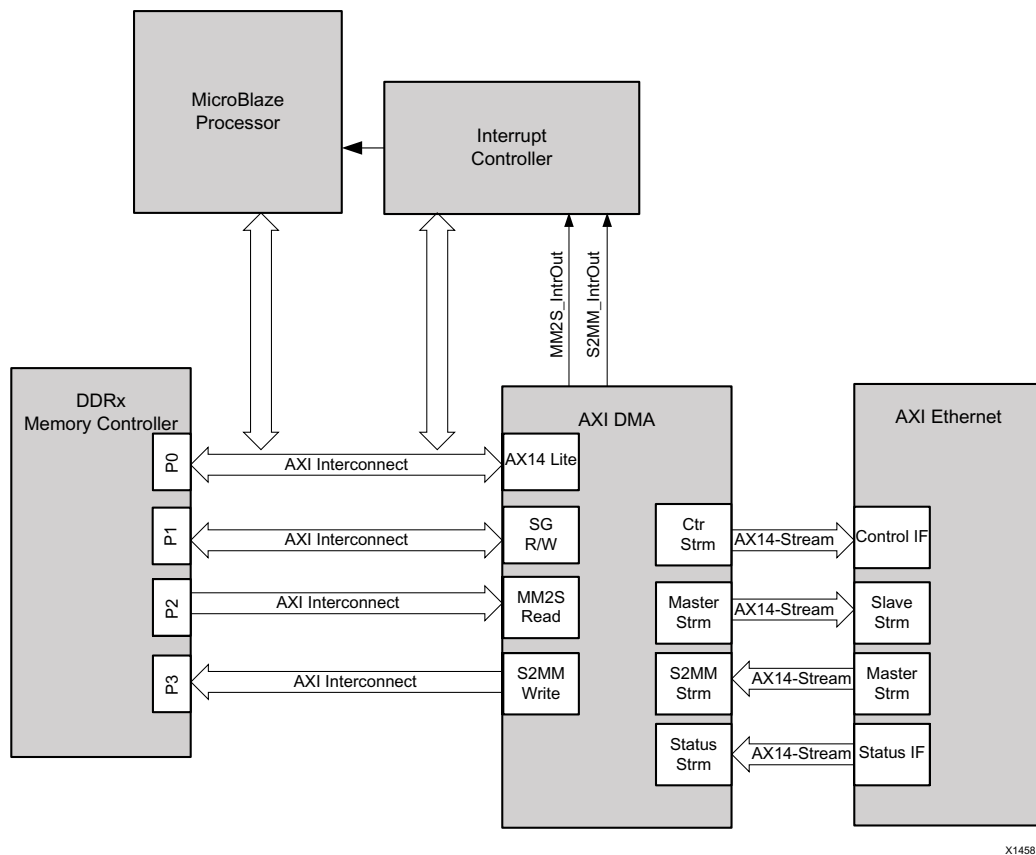 MicroBlaze
Processor
Interrupt
Controller
MM2S_IntrOut
S2MM_IntrOut
DDRx
Memory Controller
AXI DMA
AXI Ethernet
P0
AXI Interconnect
AX14 Lite
P1
AXI Interconnect
SG
R/W
Ctr
Strm
AX14-Stream
Control IF
P2
AXI Interconnect
MM2S
Read
Master
Strm
AX14-Stream
Slave
Strm
P3
AXI Interconnect
S2MM
Write
S2MM
Strm
AX14-Stream
Master
Strm
Status
Strm
AX14-Stream
Status IF
X1458